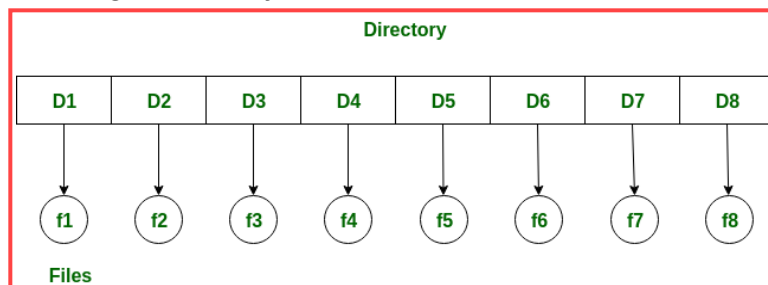 Directory
D1 D2 D3 D4 D5 D6 D7 D8
f1 f2 f3 f4 f5 f6 f7 f8
Files